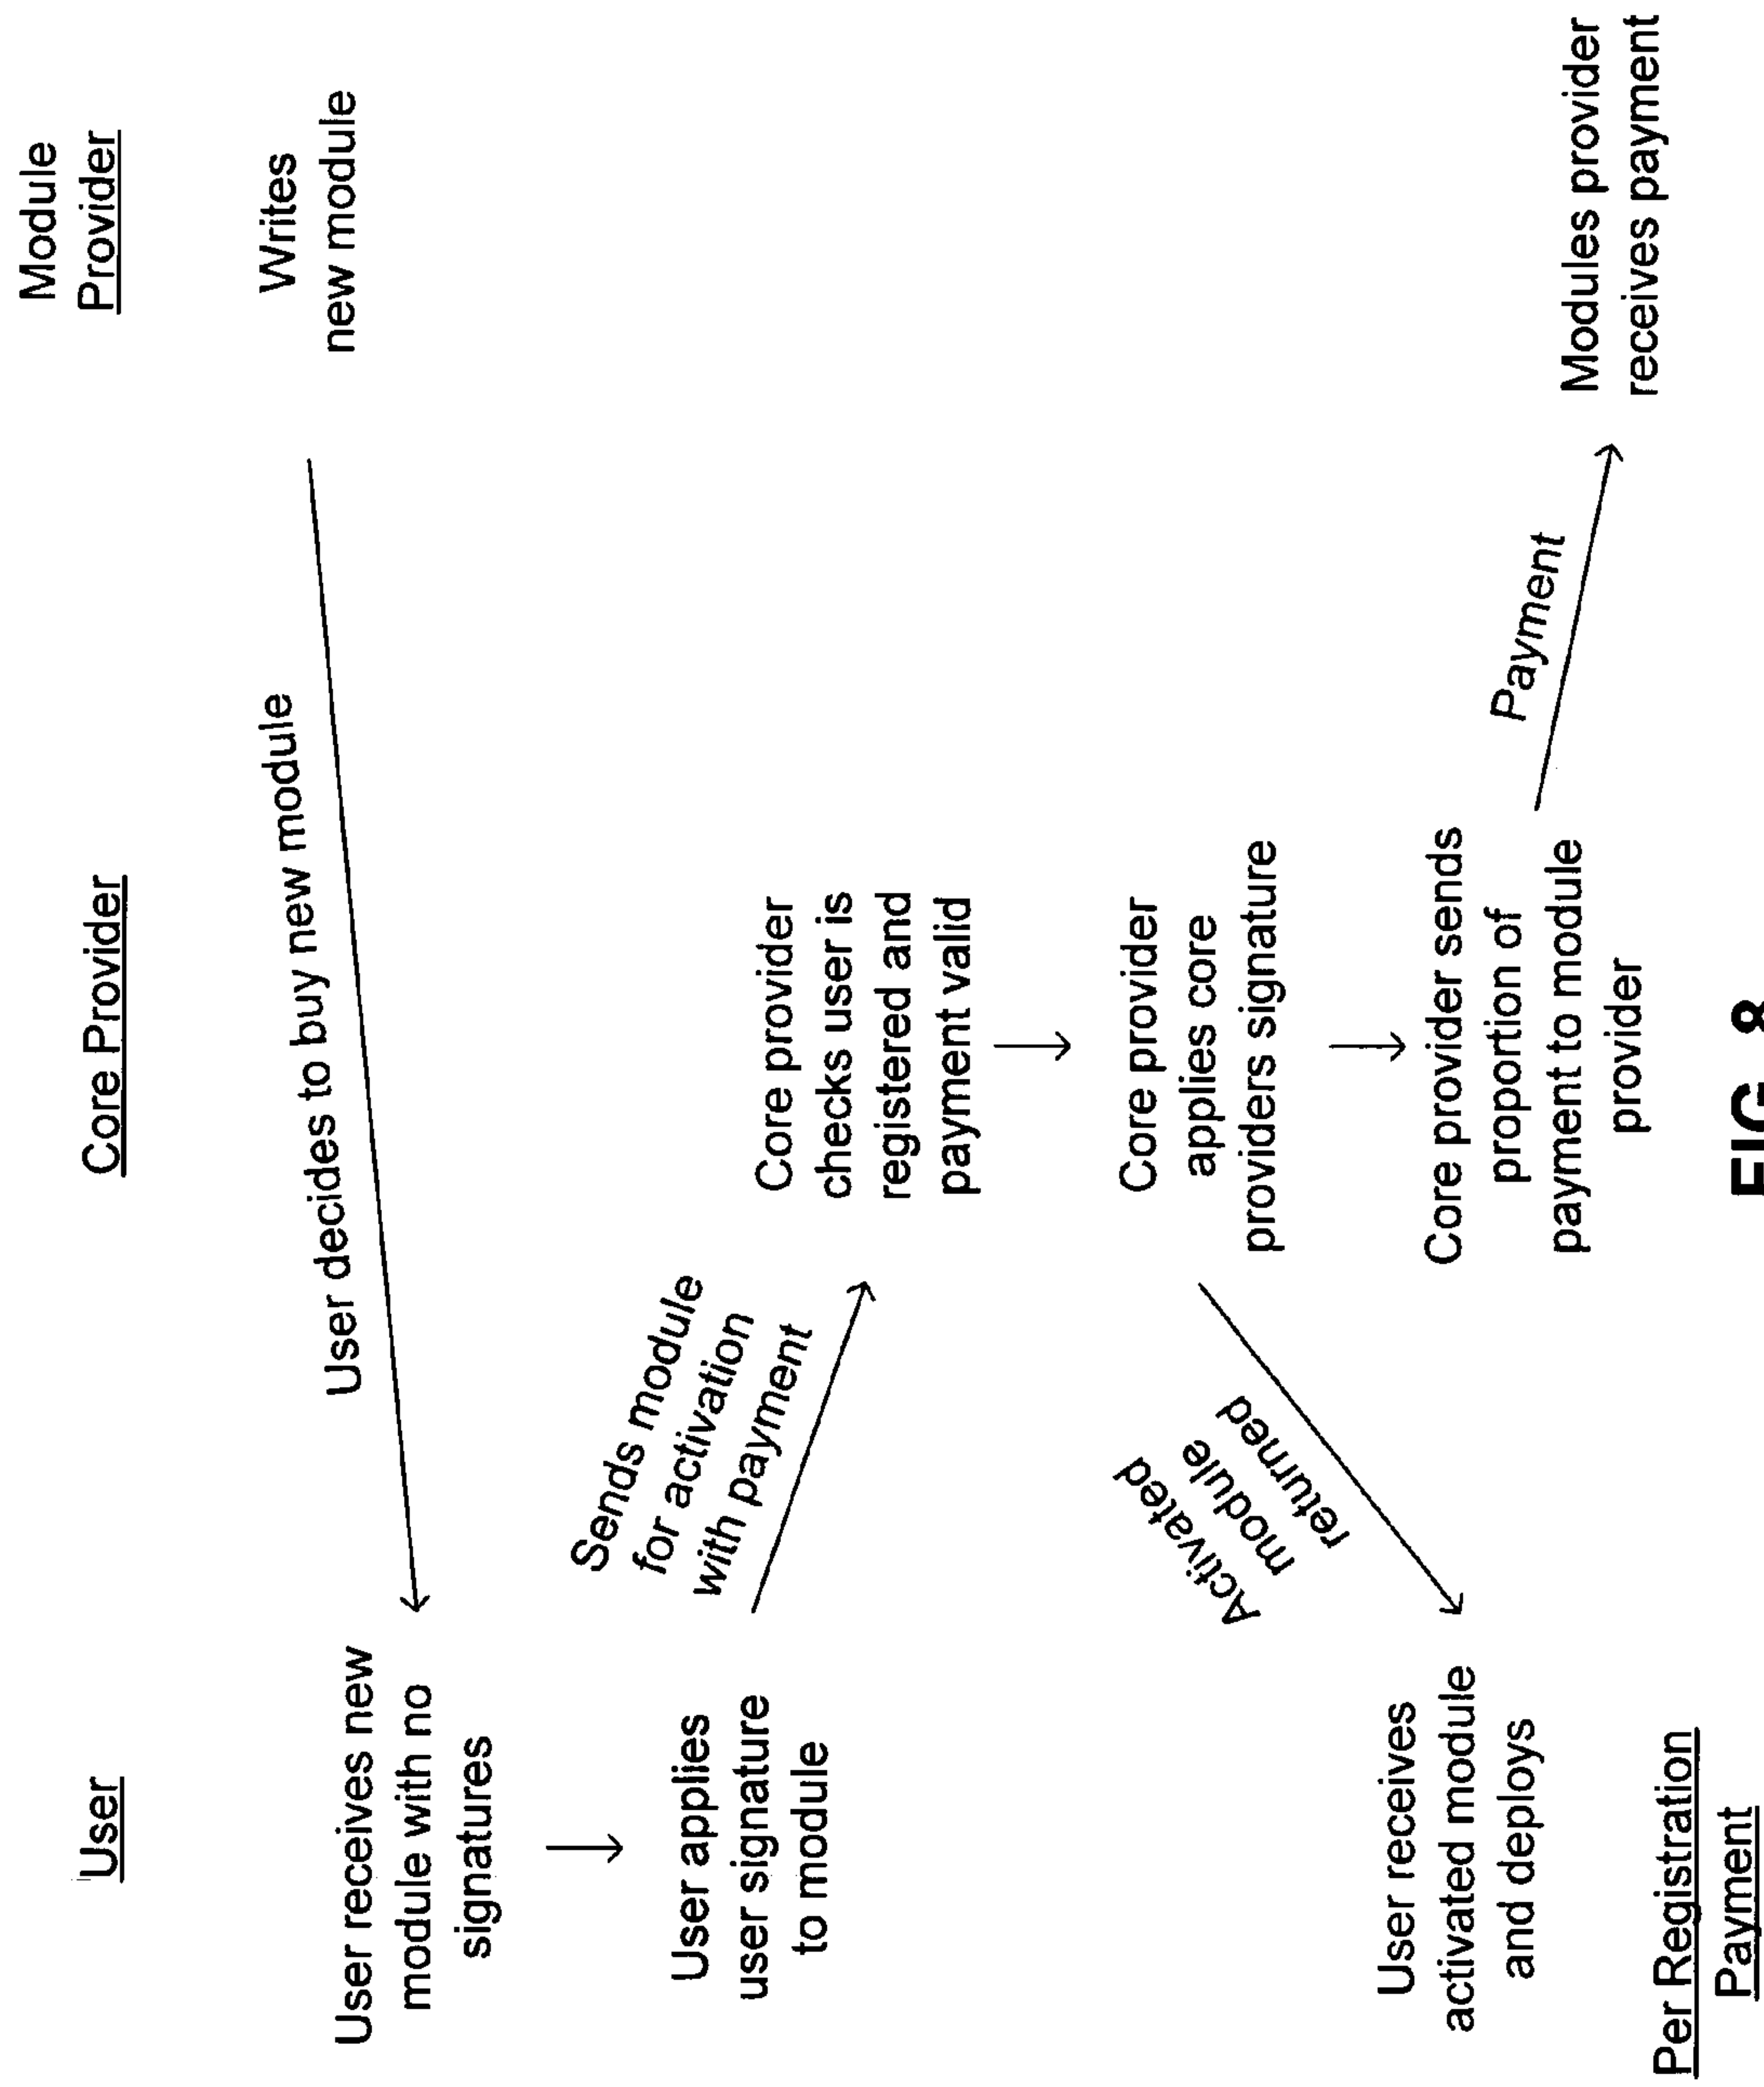 User
Core Provider
Module
Provider
Writes
new module
User decides to buy new module
User receives new
module with no
signatures
User applies
user signature
to module
Sends module
for activation
with payment
Core provider
checks user is
registered and
payment valid
Core provider
applies core
providers signature
Activated
module
returned
User receives
activated module
and deploys
Core provider sends
proportion of
payment to module
provider
Payment
Modules provider
receives payment
Per Registration
Payment
FIG. 8